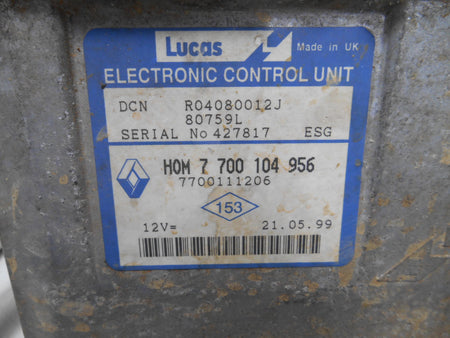 Lucas
Made in UK
ELECTRONIC CONTROL UNIT
DCN R04080012J
80759L
SERIAL No 427817 ESG
HOM 7 700 104 956
7700111206
153
12V= 21.05.99